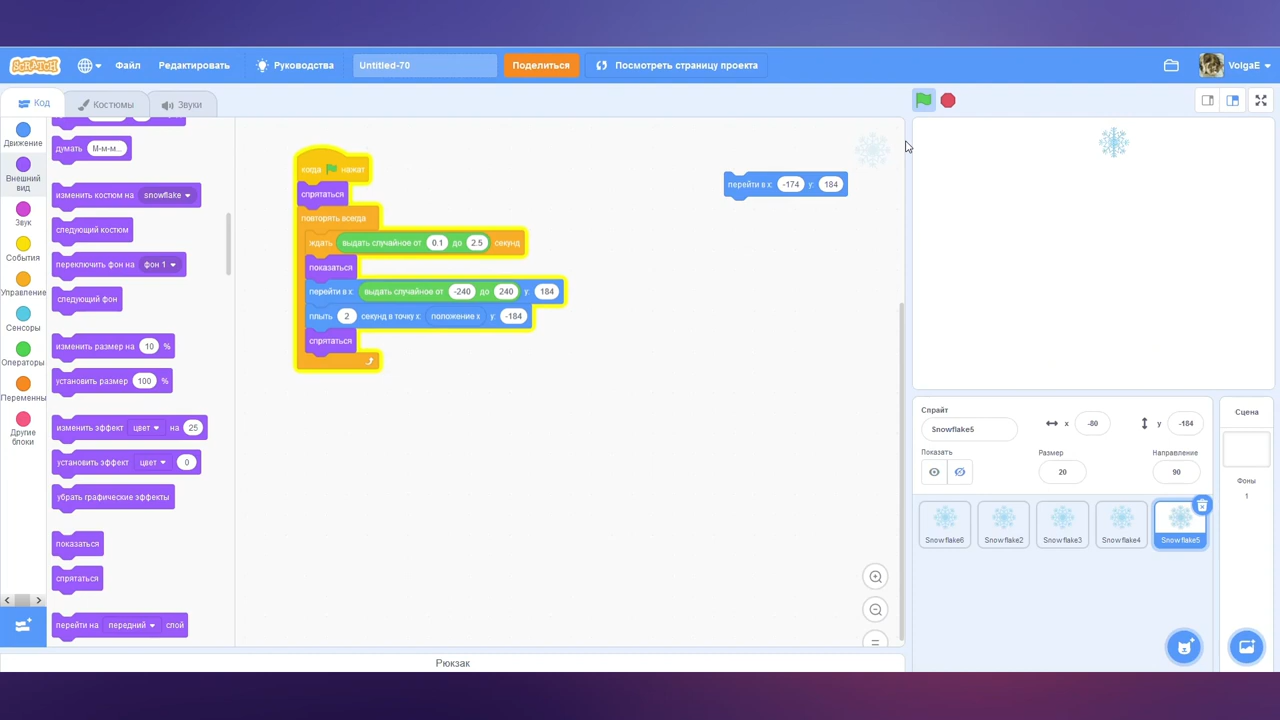 SCRATCH
Файл
Редактировать
Руководства
Untitled-70
Поделиться
Посмотреть страницу проекта
VolgaE
Код
Костюмы
Звуки
Движение
Внешний вид
Звук
События
Управление
Сенсоры
Операторы
Переменны
Другие блоки
думать М-м-м...
изменить костюм на snowflake
следующий костюм
переключить фон на фон 1
следующий фон
изменить размер на 10 %
установить размер 100 %
изменить эффект цвет на 25
установить эффект цвет 0
убрать графические эффекты
показаться
спрятаться
перейти на передний слой
когда нажат
спрятаться
повторять всегда
ждать выдать случайное от 0.1 до 2.5 секунд
показаться
перейти в x: выдать случайное от -240 до 240 y: 184
плыть 2 секунд в точку x: положение x y: -184
спрятаться
перейти в x: -174 y: 184
Рюкзак
Спрайт
Snowflake5
x -80
y -184
Показать
Размер
20
Направление
90
Snowflake6
Snowflake2
Snowflake3
Snowflake4
Snowflake5
Сцена
Фоны
1